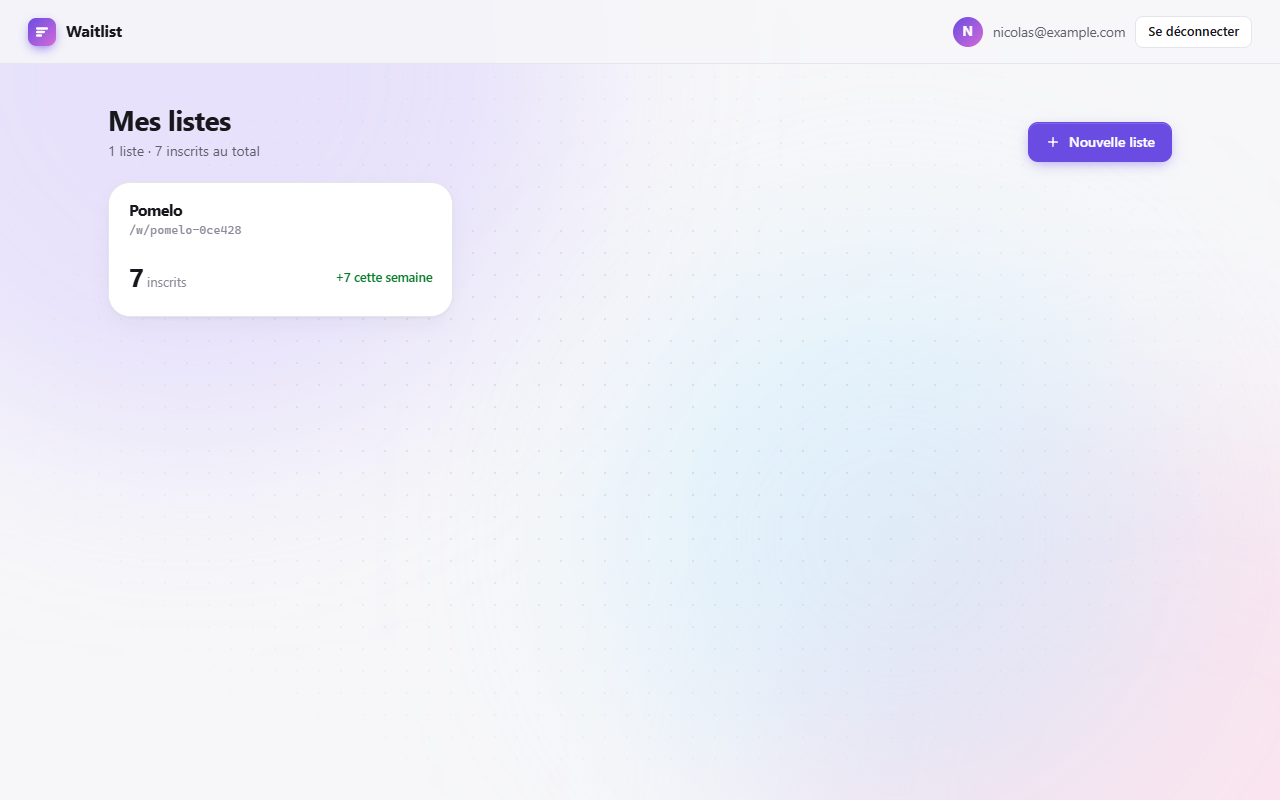 Waitlist
N
nicolas@example.com
Se déconnecter
Mes listes
1 liste · 7 inscrits au total
+ Nouvelle liste
Pomelo
/w/pomelo-0ce428
7 inscrits
+7 cette semaine